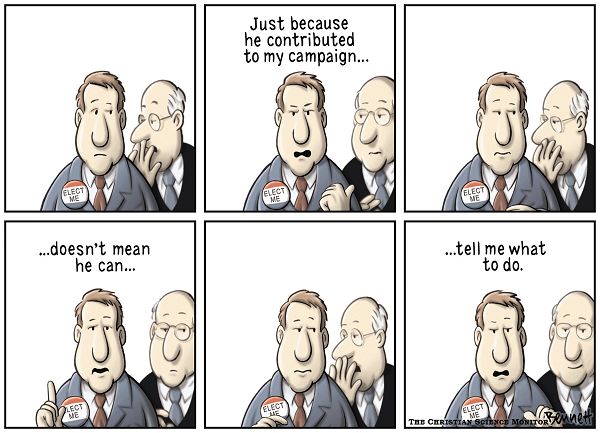 ELECT
ME
Just because
he contributed
to my campaign...
ELECT
ME
ELECT
ME
...doesn't mean
he can...
ELECT
ME
ELECT
ME
...tell me what
to do.
ELECT
ME
THE CHRISTIAN SCIENCE MONITOR
Bennett